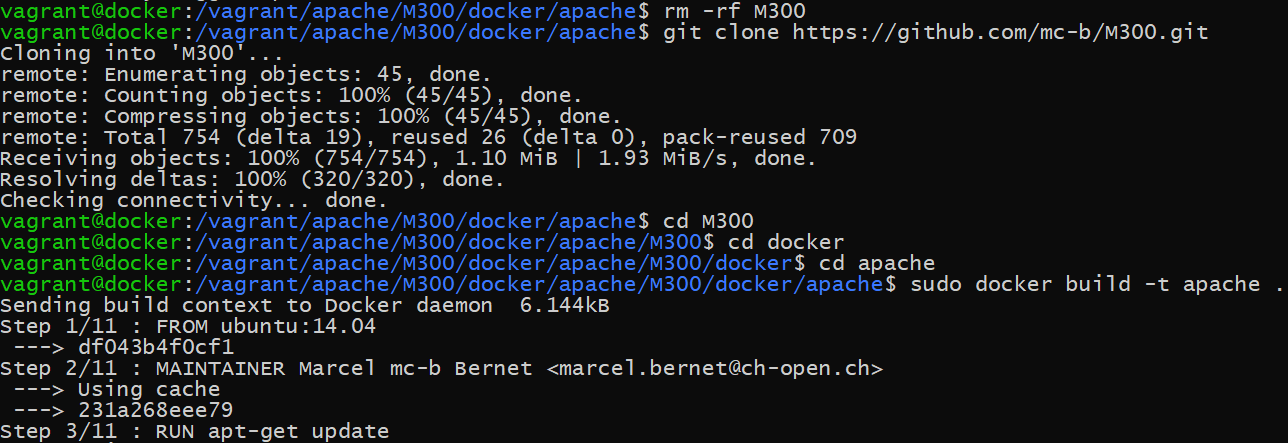 vagrant@docker:/vagrant/apache/M300/docker/apache$ rm -rf M300
vagrant@docker:/vagrant/apache/M300/docker/apache$ git clone https://github.com/mc-b/M300.git
Cloning into 'M300'...
remote: Enumerating objects: 45, done.
remote: Counting objects: 100% (45/45), done.
remote: Compressing objects: 100% (45/45), done.
remote: Total 754 (delta 19), reused 26 (delta 0), pack-reused 709
Receiving objects: 100% (754/754), 1.10 MiB | 1.93 MiB/s, done.
Resolving deltas: 100% (320/320), done.
Checking connectivity... done.
vagrant@docker:/vagrant/apache/M300/docker/apache$ cd M300
vagrant@docker:/vagrant/apache/M300/docker/apache/M300$ cd docker
vagrant@docker:/vagrant/apache/M300/docker/apache/M300/docker$ cd apache
vagrant@docker:/vagrant/apache/M300/docker/apache/M300/docker/apache$ sudo docker build -t apache .
Sending build context to Docker daemon  6.144kB
Step 1/11 : FROM ubuntu:14.04
 ---> df043b4f0cf1
Step 2/11 : MAINTAINER Marcel mc-b Bernet <marcel.bernet@ch-open.ch>
 ---> Using cache
 ---> 231a268eee79
Step 3/11 : RUN apt-get update